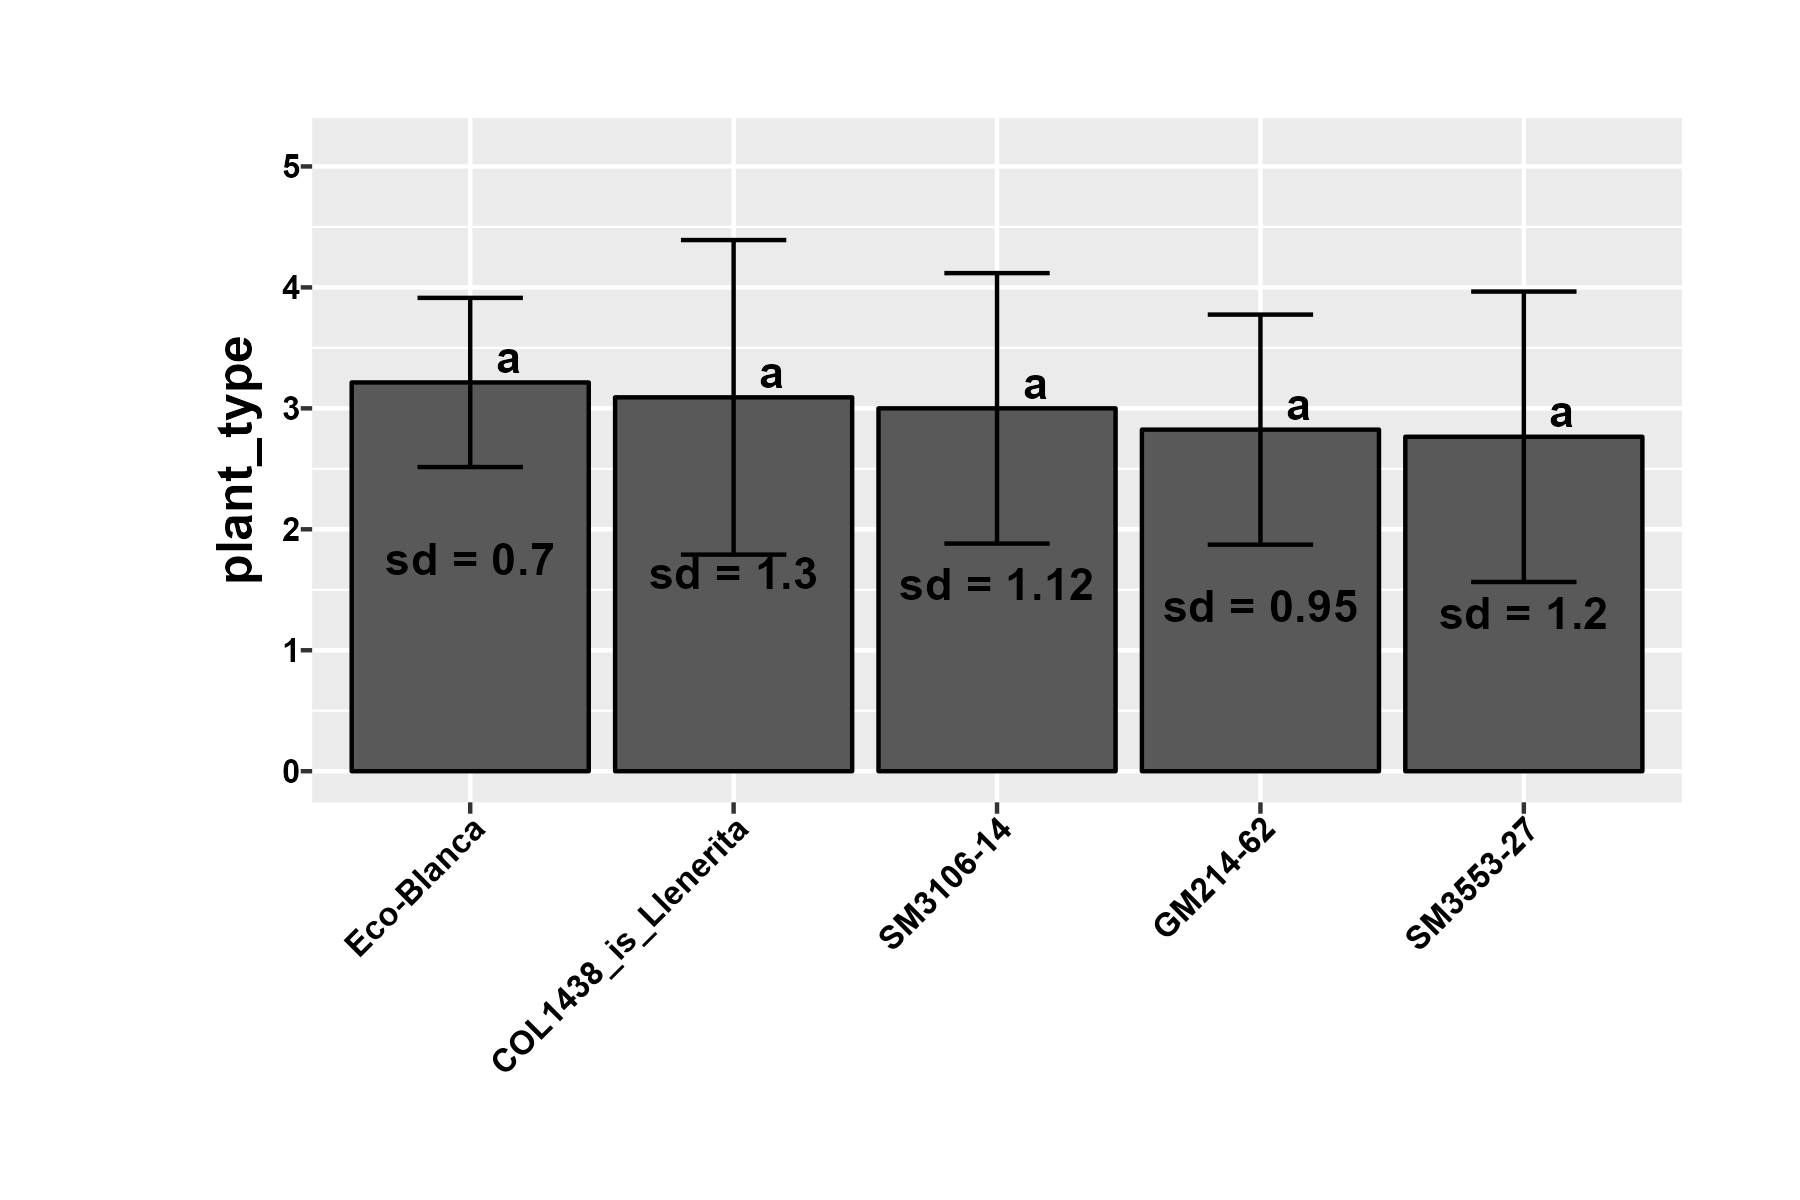 plant_type
5
4
3
2
1
0
a
a
a
a
a
sd = 0.7
sd = 1.3
sd = 1.12
sd = 0.95
sd = 1.2
Eco-Blanca
COL1438_is_Llenerita
SM3106-14
GM214-62
SM3553-27